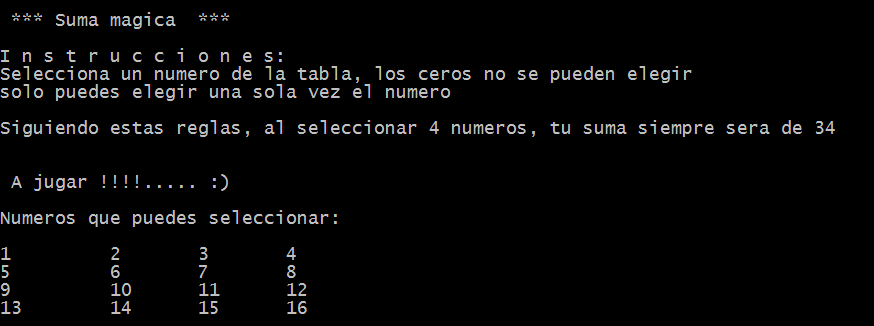 *** Suma magica ***
I n s t r u c c i o n e s:
Selecciona un numero de la tabla, los ceros no se pueden elegir
solo puedes elegir una sola vez el numero
Siguiendo estas reglas, al seleccionar 4 numeros, tu suma siempre sera de 34
A jugar !!!!..... :)
Numeros que puedes seleccionar:
1 2 3 4
5 6 7 8
9 10 11 12
13 14 15 16